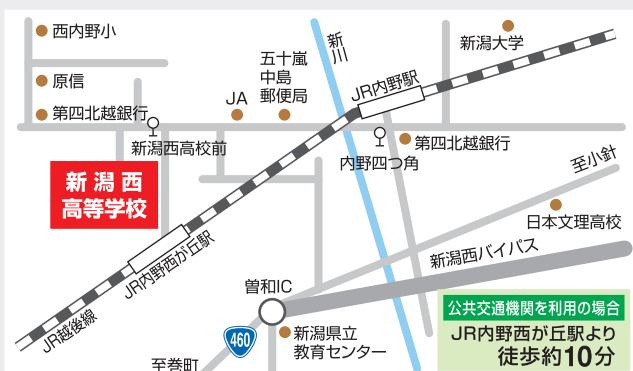 西内野小
原信
第四北越銀行
新潟西高校前
新潟西
高等学校
JA
五十嵐
中島
郵便局
新川
JR内野駅
新潟大学
第四北越銀行
内野四つ角
至小針
日本文理高校
新潟西バイパス
JR内野西が丘駅
JR越後線
曽和IC
460
新潟県立
教育センター
至巻町
公共交通機関を利用の場合
JR内野西が丘駅より
徒歩約10分